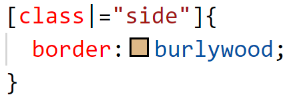 [class|="side"]{
border: burlywood;
}